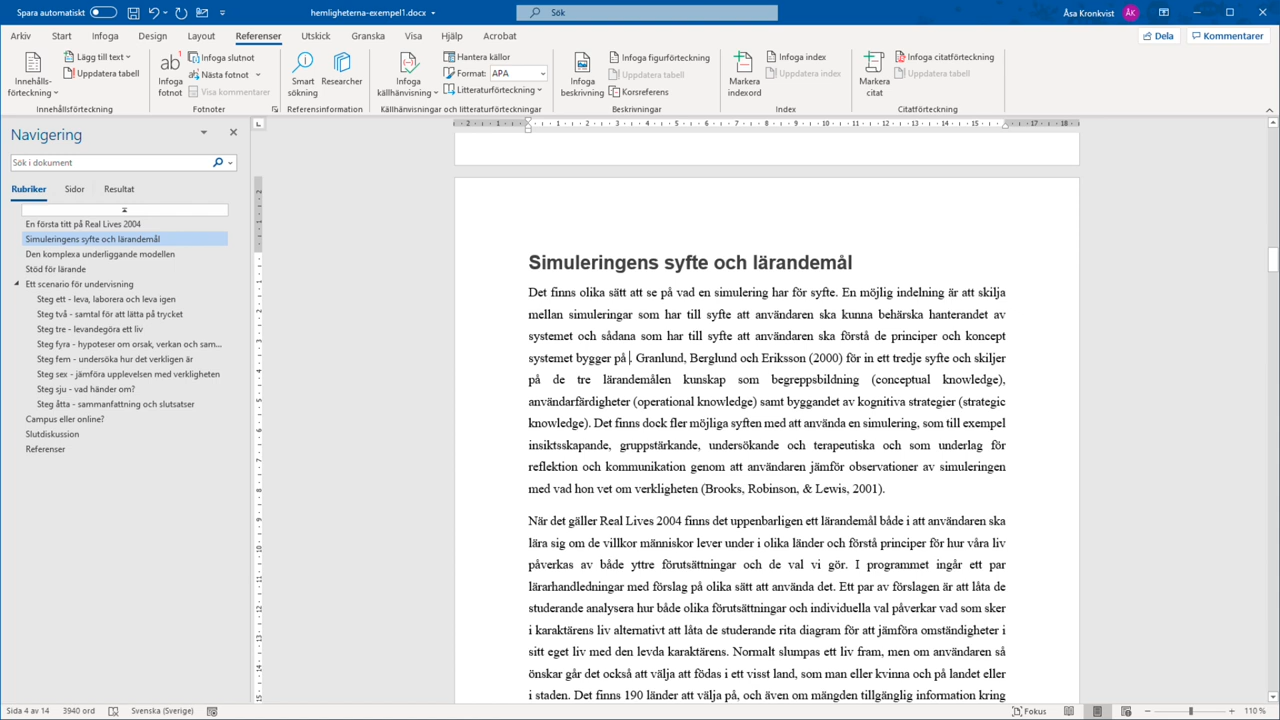 Spara automatiskt
hemligheterna-exempel1.docx
Sök
Åsa Kronkvist
ÅK
Arkiv Start Infoga Design Layout Referenser Utskick Granska Visa Hjälp Acrobat
Dela
Kommentarer
Innehålls-
förteckning
Lägg till text
Uppdatera tabell
Innehållsförteckning
ab
Infoga
fotnot
Infoga slutnot
Nästa fotnot
Visa kommentarer
Fotnoter
Smart
sökning
Researcher
Referensinformation
Infoga
källhänvisning
Hantera källor
Format: APA
Litteraturförteckning
Källhänvisningar och litteraturförteckningar
Infoga
beskrivning
Infoga figurförteckning
Uppdatera tabell
Korsreferens
Beskrivningar
Markera
indexord
Infoga index
Uppdatera index
Index
Markera
citat
Infoga citatförteckning
Uppdatera tabell
Citatförteckning
Navigering
Sök i dokument
Rubriker Sidor Resultat
En första titt på Real Lives 2004
Simuleringens syfte och lärandemål
Den komplexa underliggande modellen
Stöd för lärande
Ett scenario för undervisning
Steg ett - leva, laborera och leva igen
Steg två - samtal för att lätta på trycket
Steg tre - levandegöra ett liv
Steg fyra - hypoteser om orsak, verkan och sam...
Steg fem - undersöka hur det verkligen är
Steg sex - jämföra upplevelsen med verkligheten
Steg sju - vad händer om?
Steg åtta - sammanfattning och slutsatser
Campus eller online?
Slutdiskussion
Referenser
2 1 1 2 3 4 5 6 7 8 9 10 11 12 13 14 15 17 18
Simuleringens syfte och lärandemål
Det finns olika sätt att se på vad en simulering har för syfte. En möjlig indelning är att skilja
mellan simuleringar som har till syfte att användaren ska kunna behärska hanterandet av
systemet och sådana som har till syfte att användaren ska förstå de principer och koncept
systemet bygger på . Granlund, Berglund och Eriksson (2000) för in ett tredje syfte och skiljer
på de tre lärandemålen kunskap som begreppsbildning (conceptual knowledge),
användarfärdigheter (operational knowledge) samt byggandet av kognitiva strategier (strategic
knowledge). Det finns dock fler möjliga syften med att använda en simulering, som till exempel
insiktsskapande, gruppstärkande, undersökande och terapeutiska och som underlag för
reflektion och kommunikation genom att användaren jämför observationer av simuleringen
med vad hon vet om verkligheten (Brooks, Robinson, & Lewis, 2001).
När det gäller Real Lives 2004 finns det uppenbarligen ett lärandemål både i att användaren ska
lära sig om de villkor människor lever under i olika länder och förstå principer för hur våra liv
påverkas av både yttre förutsättningar och de val vi gör. I programmet ingår ett par
lärarhandledningar med förslag på olika sätt att använda det. Ett par av förslagen är att låta de
studerande analysera hur både olika förutsättningar och individuella val påverkar vad som sker
i karaktärens liv alternativt att låta de studerande rita diagram för att jämföra omständigheter i
sitt eget liv med den levda karaktärens. Normalt slumpas ett liv fram, men om användaren så
önskar går det också att välja att födas i ett visst land, som man eller kvinna och på landet eller
i staden. Det finns 190 länder att välja på, och även om mängden tillgänglig information kring
Sida 4 av 14
3940 ord
Svenska (Sverige)
Fokus
110 %